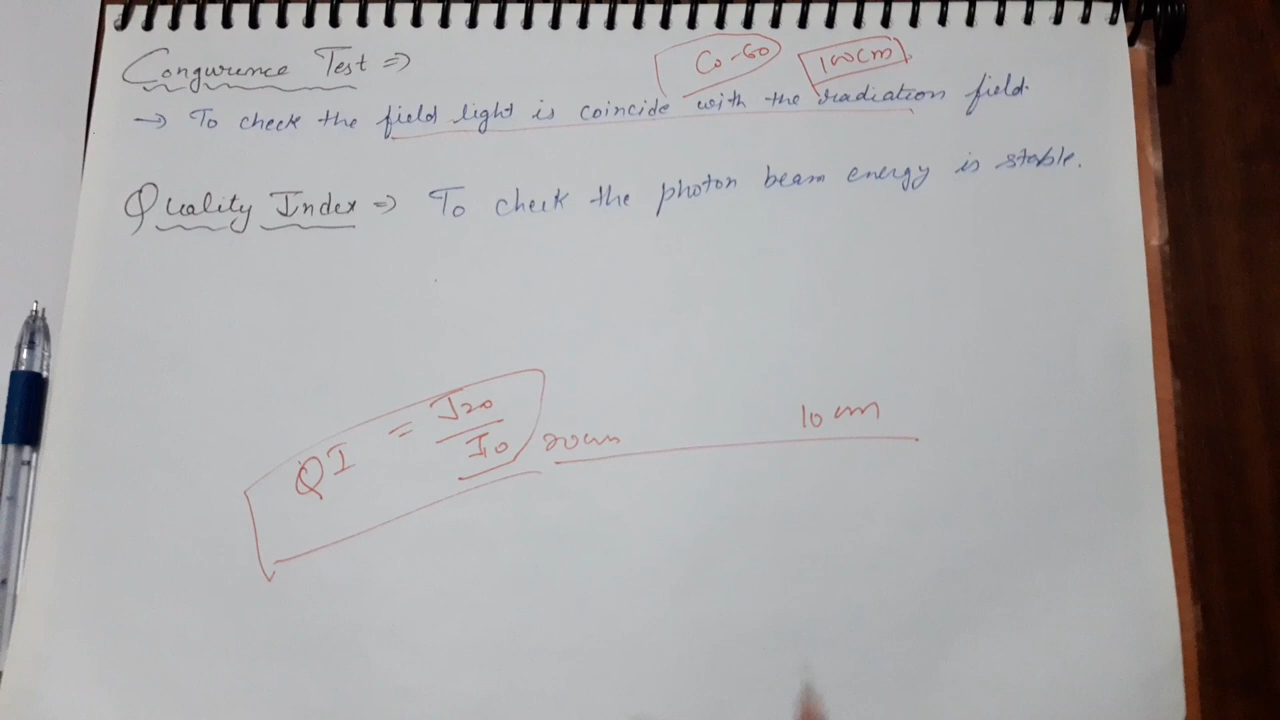 Co-60 100cm
Congurence Test ⇒
→ To check the field light is coincide with the radiation field.
Quality Index ⇒ To check the photon beam energy is stable.
QI = J20 / J10 20cm 10 cm